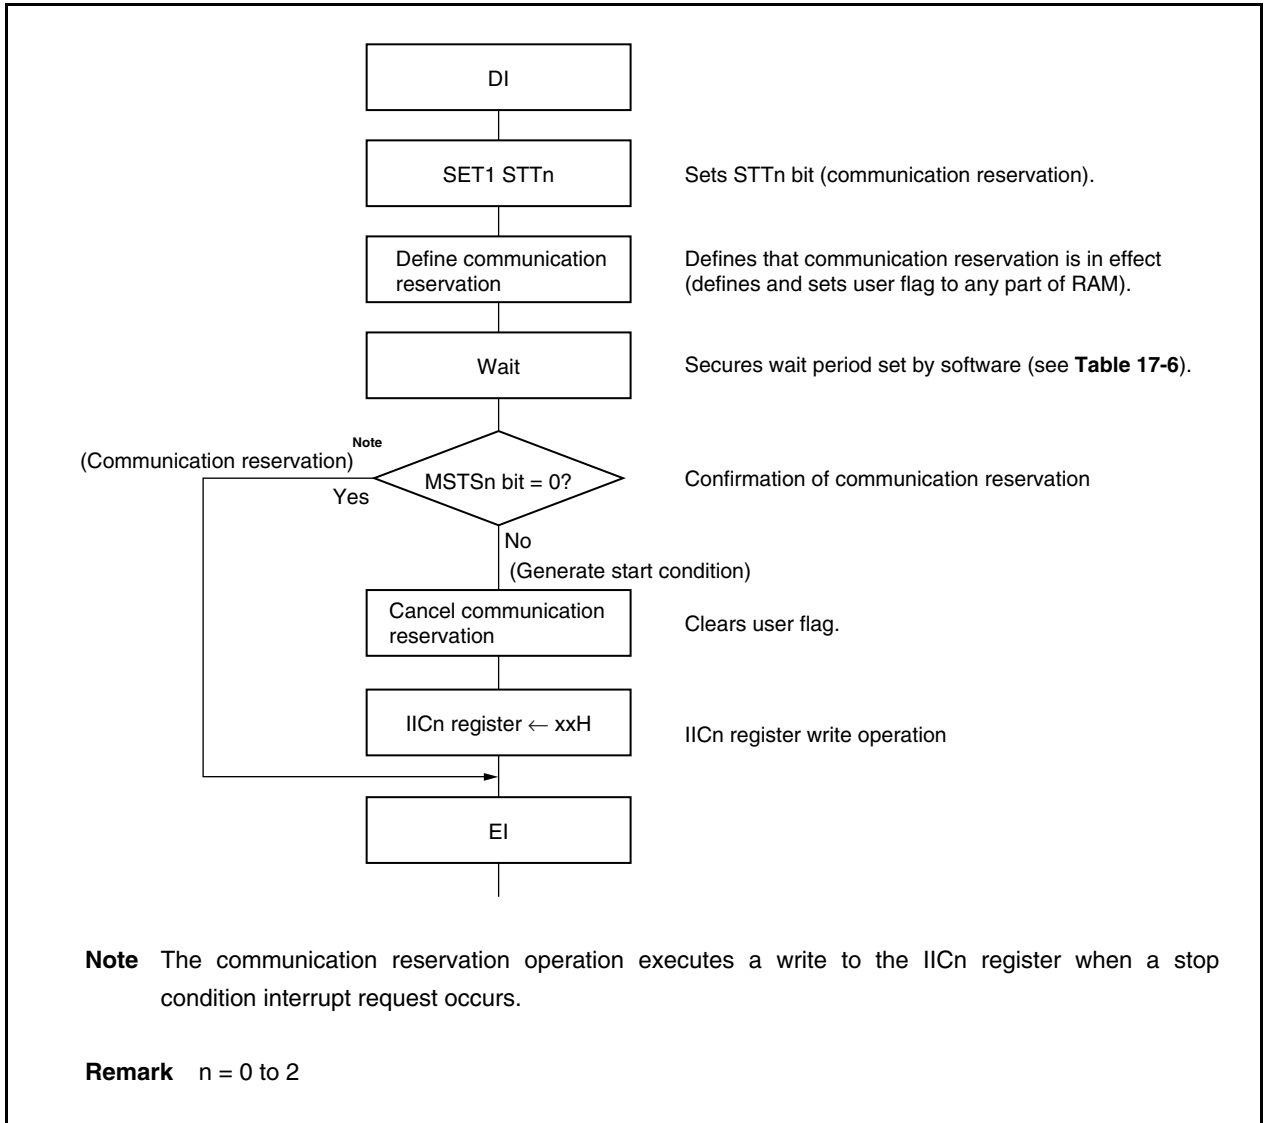 DI
SET1 STTn
Sets STTn bit (communication reservation).
Define communication
reservation
Defines that communication reservation is in effect
(defines and sets user flag to any part of RAM).
Wait
Secures wait period set by software (see Table 17-6).
(Communication reservation)Note
MSTSn bit = 0?
Confirmation of communication reservation
Yes
No
(Generate start condition)
Cancel communication
reservation
Clears user flag.
IICn register ← xxH
IICn register write operation
EI
Note The communication reservation operation executes a write to the IICn register when a stop
condition interrupt request occurs.
Remark n = 0 to 2